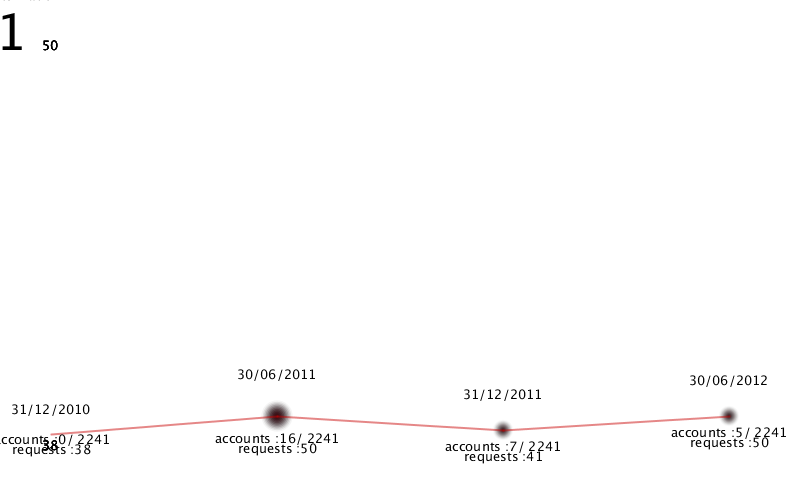 1 50
30/06/2011
30/06/2012
31/12/2011
31/12/2010
accounts :0/ 2241
38
requests :38
accounts :16/ 2241
requests :50
accounts :7/ 2241
requests :41
accounts :5/ 2241
requests :50